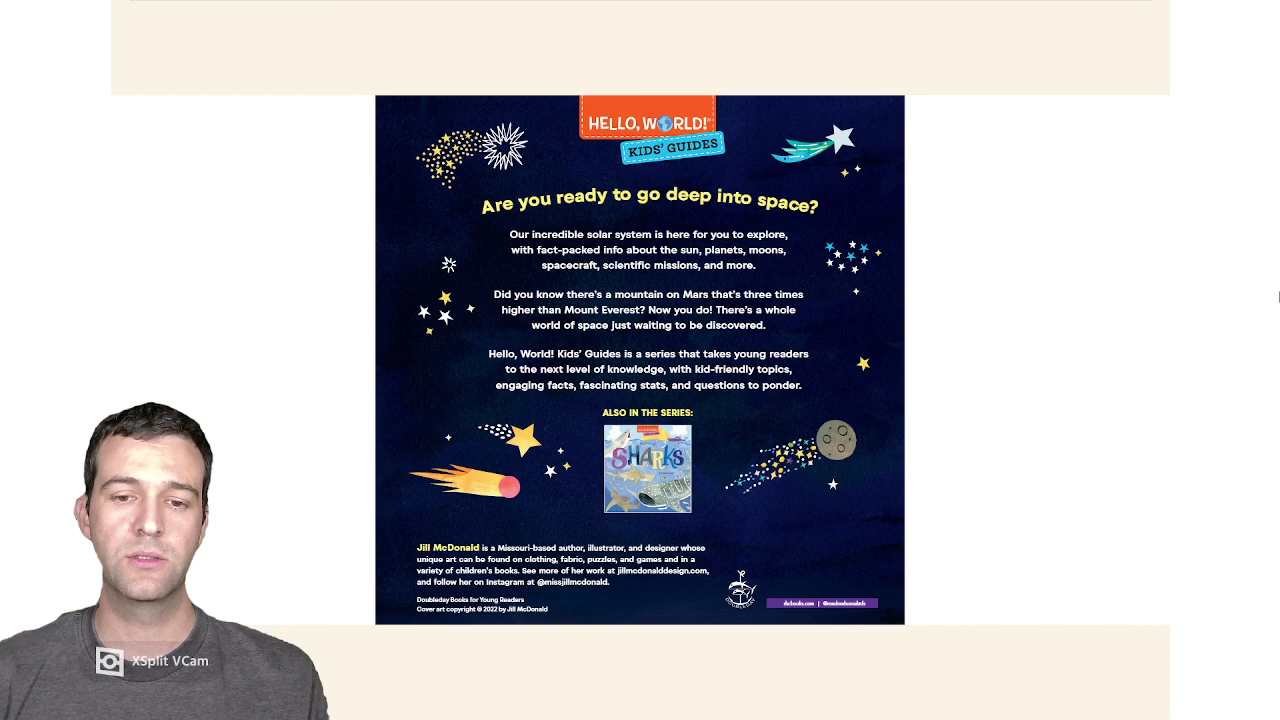 HELLO, WORLD!
KIDS' GUIDES
Are you ready to go deep into space?
Our incredible solar system is here for you to explore,
with fact-packed info about the sun, planets, moons,
spacecraft, scientific missions, and more.
Did you know there's a mountain on Mars that's three times
higher than Mount Everest? Now you do! There's a whole
world of space just waiting to be discovered.
Hello, World! Kids' Guides is a series that takes young readers
to the next level of knowledge, with kid-friendly topics,
engaging facts, fascinating stats, and questions to ponder.
ALSO IN THE SERIES:
SHARKS
Jill McDonald is a Missouri-based author, illustrator, and designer whose
unique art can be found on clothing, fabric, puzzles, and games and in a
variety of children's books. See more of her work at jillmcdonalddesign.com,
and follow her on Instagram at @missjillmcdonald.
Doubleday Books for Young Readers
Cover art copyright © 2022 by Jill McDonald
DOUBLEDAY
rhcbooks.com | @randomhousekids
XSplit VCam